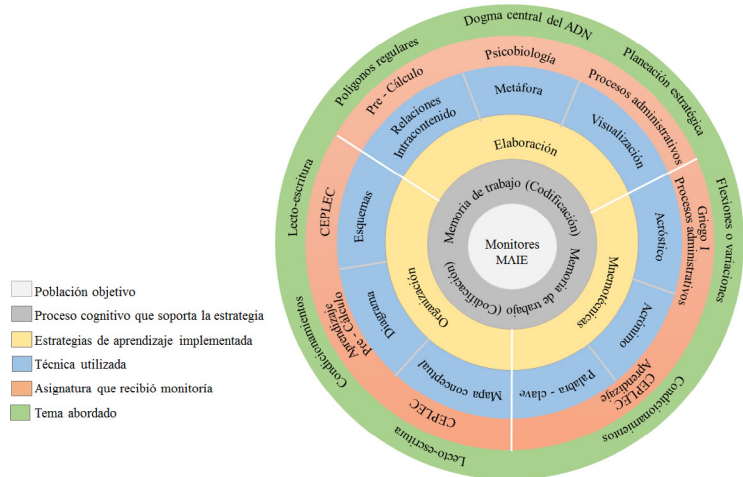 Dogma central del ADN
Planeación estratégica
Flexiones o variaciones
Condicionamientos
Lecto-escritura
Condicionamientos
Lecto-escritura
Polígonos regulares
Psicobiología
Procesos administrativos
Griego I
Procesos administrativos
CEPLEC
Aprendizaje
CEPLEC
Aprendizaje
Pre - Cálculo
CEPLEC
Pre - Cálculo
Metáfora
Visualización
Acróstico
Acrónimo
Palabra - clave
Mapa conceptual
Diagrama
Esquemas
Relaciones
Intracontenido
Elaboración
Mnemotécnicas
Organización
Memoria de trabajo (Codificación)
Memoria de trabajo (Codificación)
Monitores
MAIE
Población objetivo
Proceso cognitivo que soporta la estrategia
Estrategias de aprendizaje implementada
Técnica utilizada
Asignatura que recibió monitoría
Tema abordado